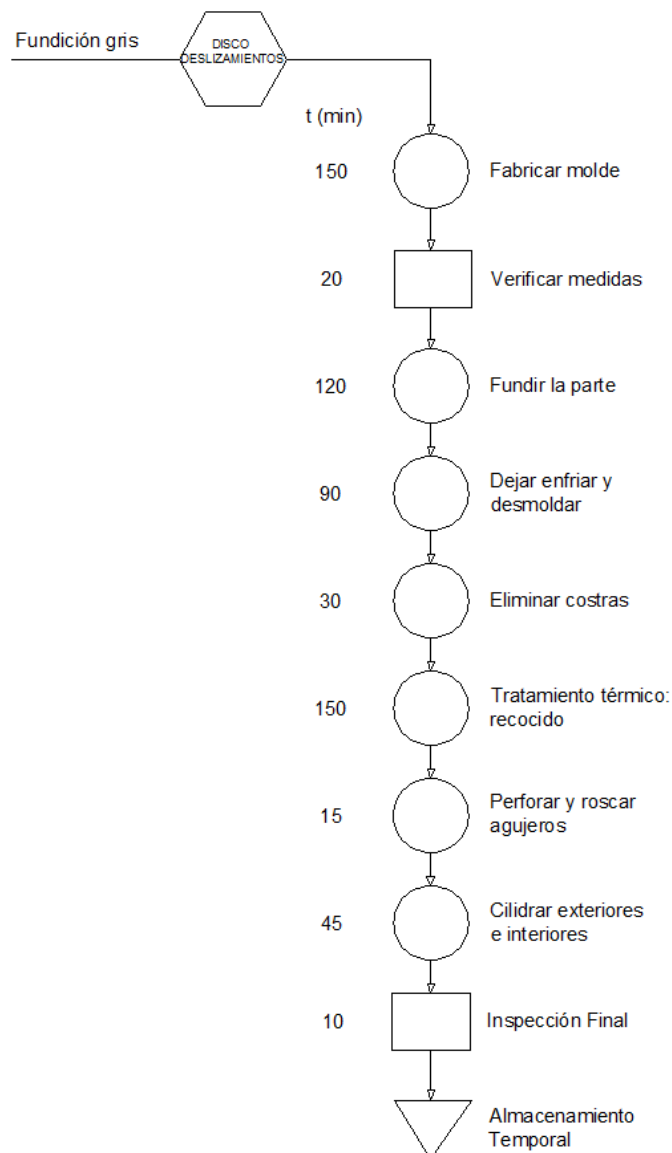 Fundición gris
DISCO
DESLIZAMIENTOS
t (min)
150
Fabricar molde
20
Verificar medidas
120
Fundir la parte
90
Dejar enfriar y
desmoldar
30
Eliminar costras
150
Tratamiento térmico:
recocido
15
Perforar y roscar
agujeros
45
Cilidrar exteriores
e interiores
10
Inspección Final
Almacenamiento
Temporal